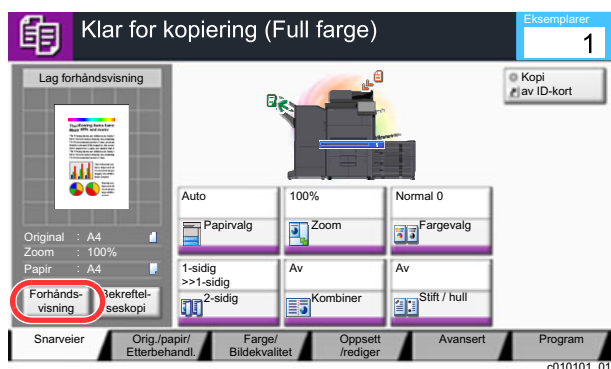 Klar for kopiering (Full farge)
Eksemplarer
1
Lag forhåndsvisning
Kopi
av ID-kort
Original : A4
Zoom : 100%
Papir : A4
Forhånds-
visning
Bekreftel-
seskopi
Auto
Papirvalg
100%
Zoom
Normal 0
Fargevalg
1-sidig
>>1-sidig
2-sidig
Av
Kombiner
Av
Stift / hull
Snarveier
Orig./papir/
Etterbehandl.
Farge/
Bildekvalitet
Oppsett
/rediger
Avansert
Program
c010101_01